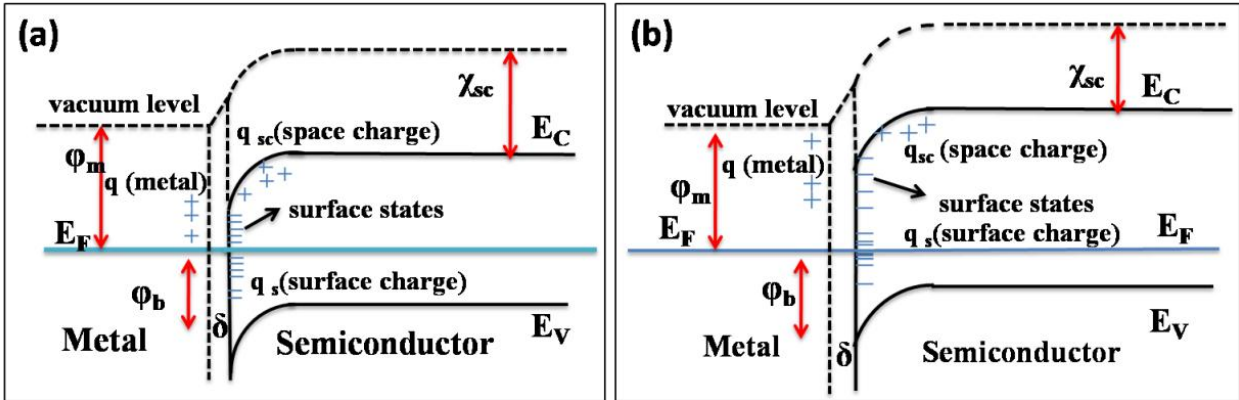 (a)
vacuum level
χsc
EC
q sc(space charge)
φm
q (metal)
surface states
EF
q s(surface charge)
φb
δ
EV
Metal
Semiconductor
(b)
χsc
EC
vacuum level
qsc (space charge)
q (metal)
φm
surface states
EF
q s(surface charge)
EF
φb
EV
Metal
δ
Semiconductor